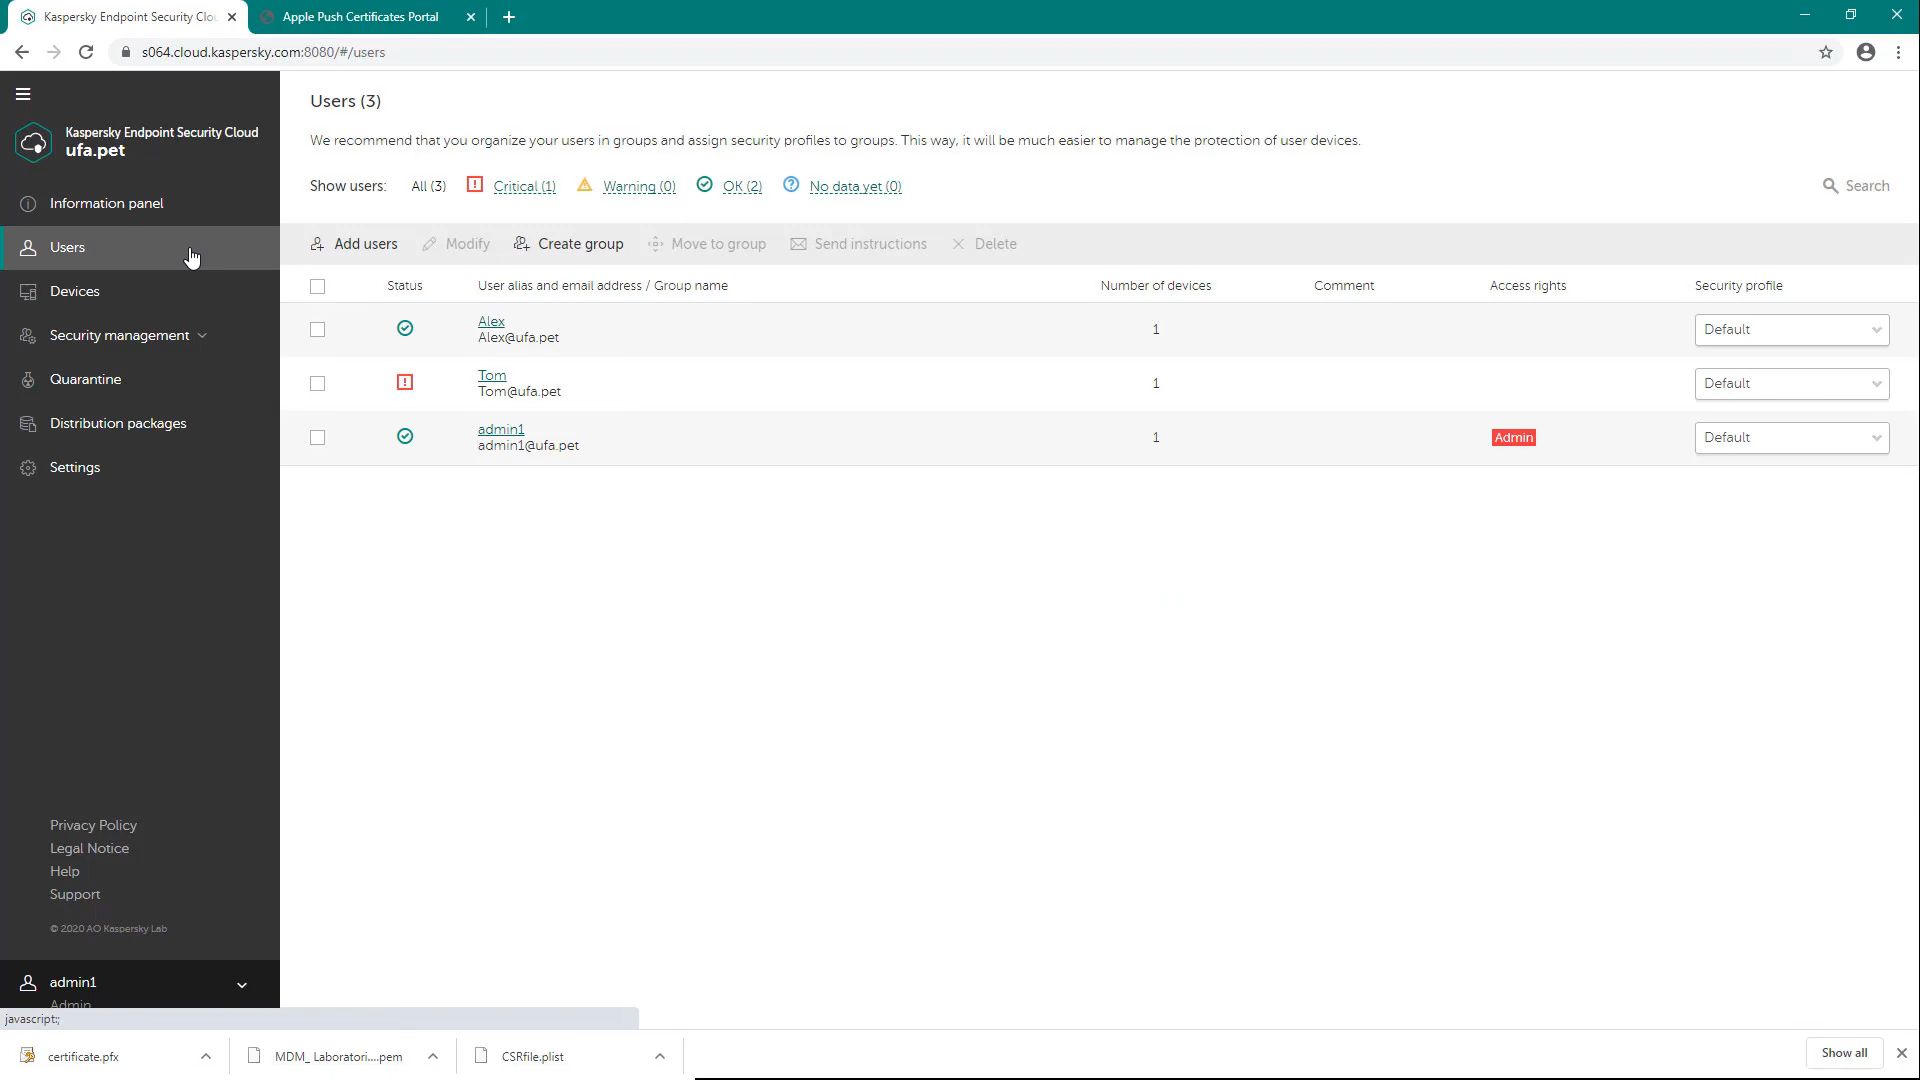 Kaspersky Endpoint Security Clou
Apple Push Certificates Portal
s064.cloud.kaspersky.com:8080/#/users
Kaspersky Endpoint Security Cloud
ufa.pet
Information panel
Users
Devices
Security management
Quarantine
Distribution packages
Settings
Privacy Policy
Legal Notice
Help
Support
© 2020 AO Kaspersky Lab
admin1
Admin
javascript:;
Users (3)
We recommend that you organize your users in groups and assign security profiles to groups. This way, it will be much easier to manage the protection of user devices.
Show users: All (3) Critical (1) Warning (0) OK (2) No data yet (0) Search
Add users Modify Create group Move to group Send instructions Delete
Status User alias and email address / Group name Number of devices Comment Access rights Security profile
Alex
Alex@ufa.pet
1 Default
Tom
Tom@ufa.pet
1 Default
admin1
admin1@ufa.pet
1 Admin Default
certificate.pfx MDM_ Laboratori....pem CSRfile.plist Show all